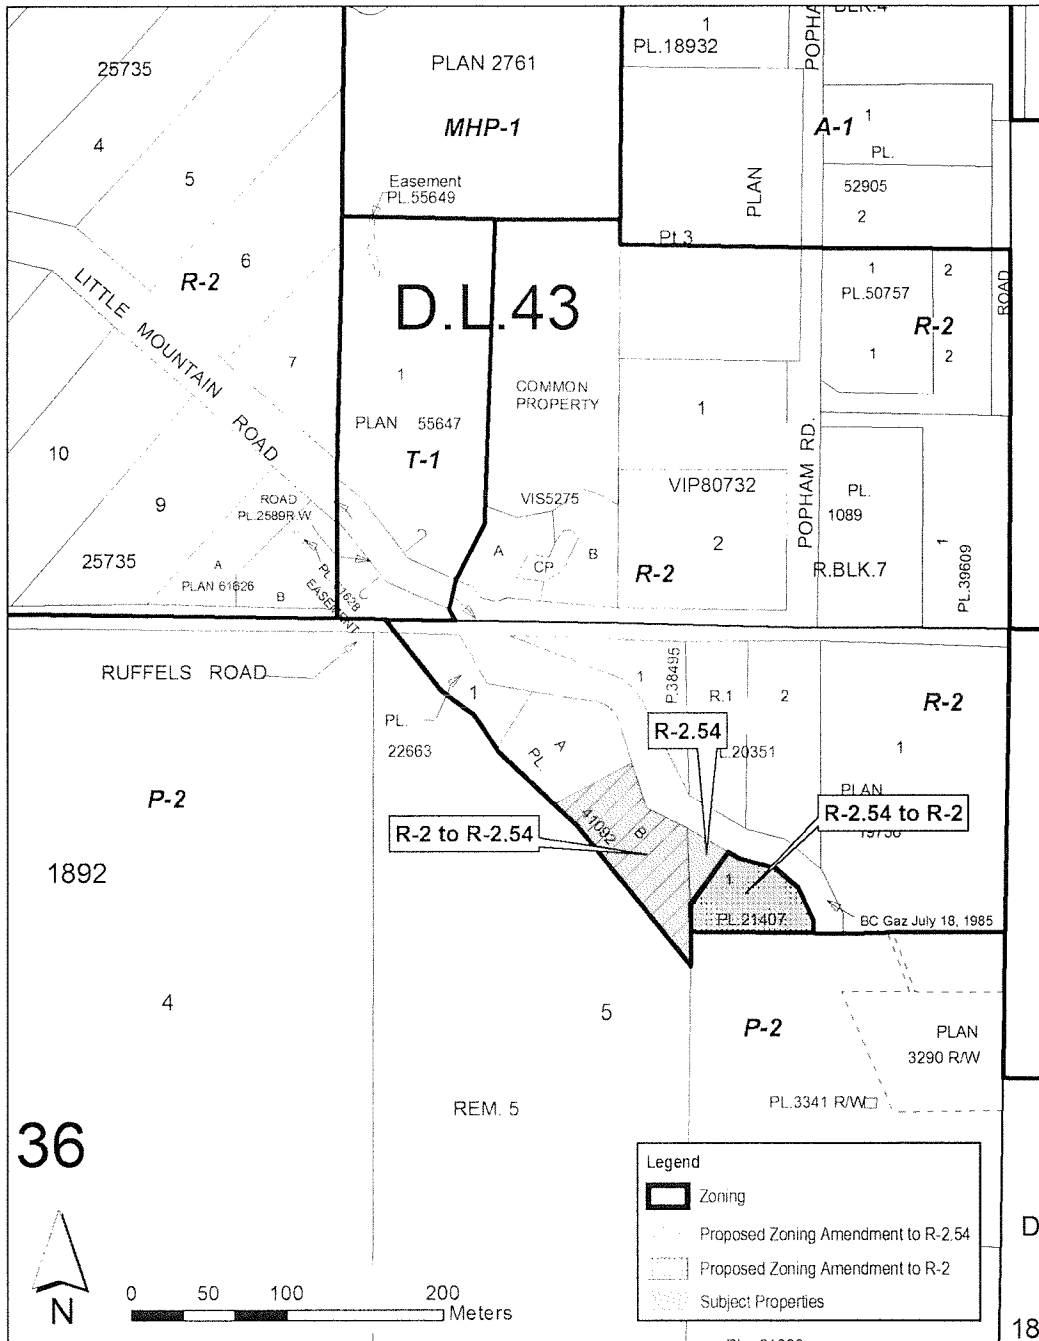 25735
4
5
PLAN 2761
MHP-1
Easement
PL.55649
1
PL.18932
PLAN
Pt.3
A-1
1
PL.
52905
2
6
R-2
LITTLE MOUNTAIN ROAD
7
D.L.43
1
PLAN 55647
T-1
COMMON
PROPERTY
1
PL.50757
2
R-2
1
2
ROAD
10
9
25735
ROAD
PL.2589R.W
A
PLAN 61626
B
EASEMENT
VIS5275
A
CP
B
1
VIP80732
2
R-2
POPHAM RD.
PL.
1089
R.BLK.7
1
PL.39609
RUFFELS ROAD
PL.
22663
1
A
PL.
41092
B
1
P.38495
R.1
2
R-2
1
PLAN
R-2.54
R-2.54 to R-2
R-2 to R-2.54
P-2
1892
1
PL.21407
BC Gaz July 18, 1985
4
5
P-2
PLAN
3290 R/W
PL.3341 R/W
REM. 5
36
N
0 50 100 200
Meters
Legend
Zoning
Proposed Zoning Amendment to R-2.54
Proposed Zoning Amendment to R-2
Subject Properties
D
18